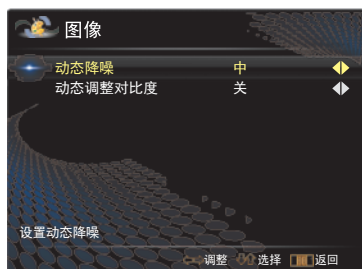 图像
动态降噪 中
动态调整对比度 关
设置动态降噪
调整 选择 返回